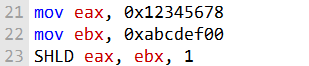 21 mov eax, 0x12345678
22 mov ebx, 0xabcdef00
23 SHLD eax, ebx, 1